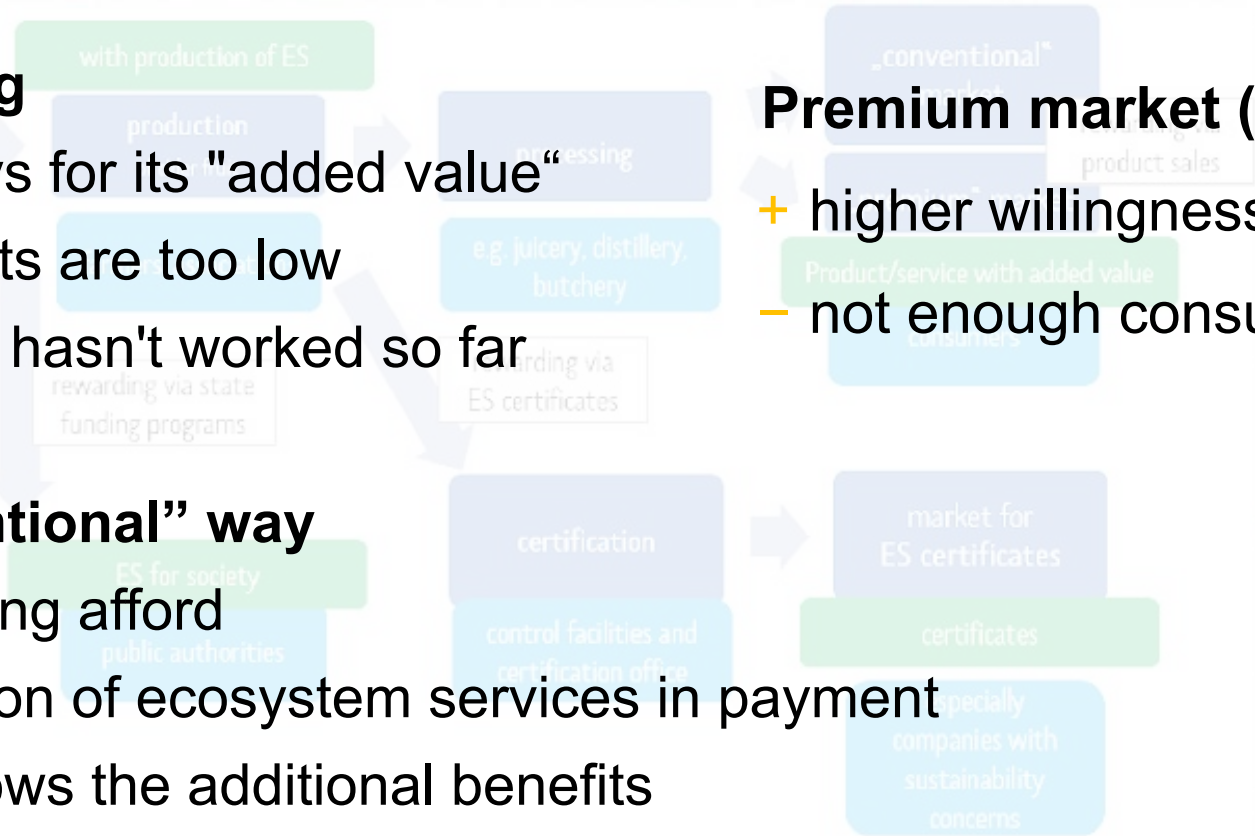 with production of ES
g
production
s for its "added value“
ts are too low
hasn't worked so far
rewarding via state
funding programs
processing
e.g. juicery, distillery,
butchery
rewarding via
ES certificates
„conventional“
market
Premium market (
product sales
+ higher willingness
Product/service with added value
− not enough consu
consumers
ntional” way
ES for society
ng afford
public authorities
on of ecosystem services in payment
ows the additional benefits
certification
control facilities and
certification office
market for
ES certificates
certificates
especially
companies with
sustainability
concerns